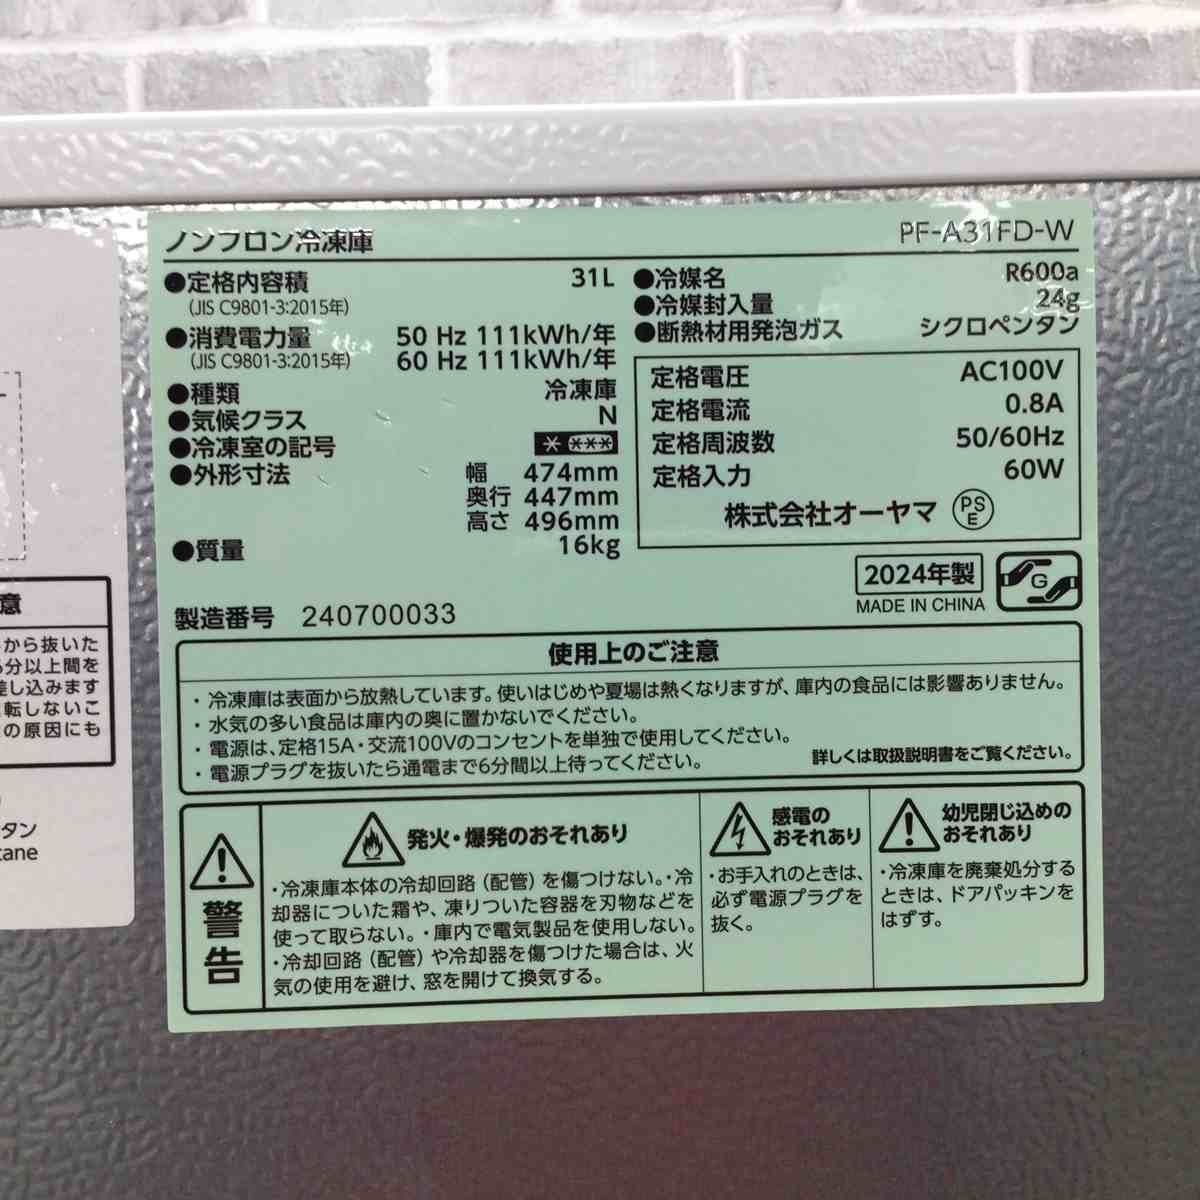 ノンフロン冷凍庫 PF-A31FD-W
●定格内容積 31L
(JIS C9801-3:2015年)
●消費電力量 50 Hz 111kWh/年
(JIS C9801-3:2015年) 60 Hz 111kWh/年
●種類 冷凍庫
●気候クラス N
●冷凍室の記号
●外形寸法 幅 474mm
奥行 447mm
高さ 496mm
●質量 16kg
●冷媒名 R600a
●冷媒封入量 24g
●断熱材用発泡ガス シクロペンタン
定格電圧 AC100V
定格電流 0.8A
定格周波数 50/60Hz
定格入力 60W
株式会社オーヤマ PSE
2024年製
MADE IN CHINA
G
製造番号 240700033
使用上のご注意
・冷凍庫は表面から放熱しています。使いはじめや夏場は熱くなりますが、庫内の食品には影響ありません。
・水気の多い食品は庫内の奥に置かないでください。
・電源は、定格15A・交流100Vのコンセントを単独で使用してください。
・電源プラグを抜いたら通電まで6分間以上待ってください。
詳しくは取扱説明書をご覧ください。
警告
発火・爆発のおそれあり
・冷凍庫本体の冷却回路（配管）を傷つけない。・冷
却器についた霜や、凍りついた容器を刃物などを
使って取らない。・庫内で電気製品を使用しない。
・冷却回路（配管）や冷却器を傷つけた場合は、火
気の使用を避け、窓を開けて換気する。
感電の
おそれあり
・お手入れのときは、
必ず電源プラグを
抜く。
幼児閉じ込めの
おそれあり
・冷凍庫を廃棄処分する
ときは、ドアパッキンを
はずす。
意
から抜いた
分以上間を
差し込みます
転しないこ
の原因にも
タン
tane